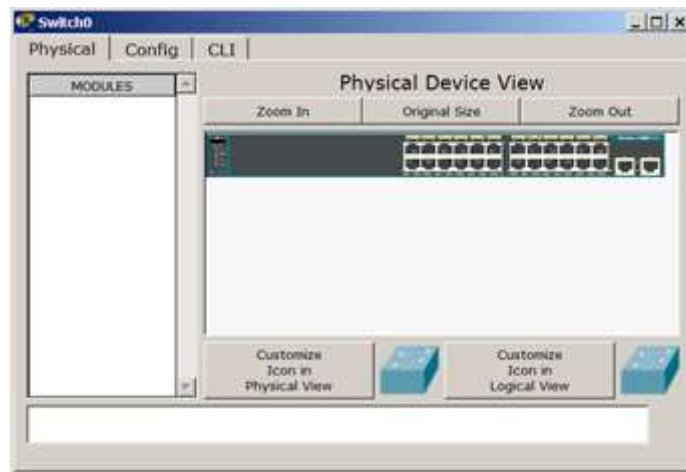 Switch0
Physical
Config
CLI
MODULES
Physical Device View
Zoom In
Original Size
Zoom Out
Customize
Icon in
Physical View
Customize
Icon in
Logical View